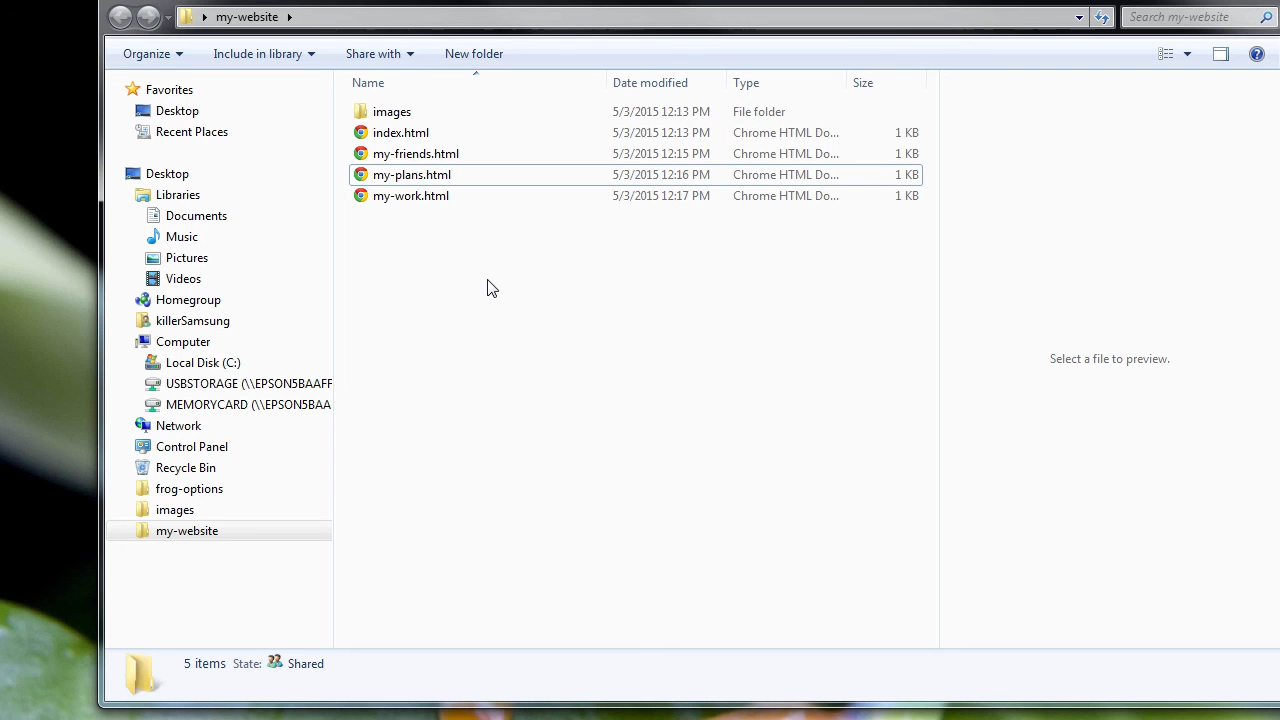 my-website
Search my-website
Organize Include in library Share with New folder
Favorites
Desktop
Recent Places
Desktop
Libraries
Documents
Music
Pictures
Videos
Homegroup
killerSamsung
Computer
Local Disk (C:)
USBSTORAGE (\\EPSON5BAAFF
MEMORYCARD (\\EPSON5BAA
Network
Control Panel
Recycle Bin
frog-options
images
my-website
Name Date modified Type Size
images 5/3/2015 12:13 PM File folder
index.html 5/3/2015 12:13 PM Chrome HTML Do... 1 KB
my-friends.html 5/3/2015 12:15 PM Chrome HTML Do... 1 KB
my-plans.html 5/3/2015 12:16 PM Chrome HTML Do... 1 KB
my-work.html 5/3/2015 12:17 PM Chrome HTML Do... 1 KB
Select a file to preview.
5 items State: Shared